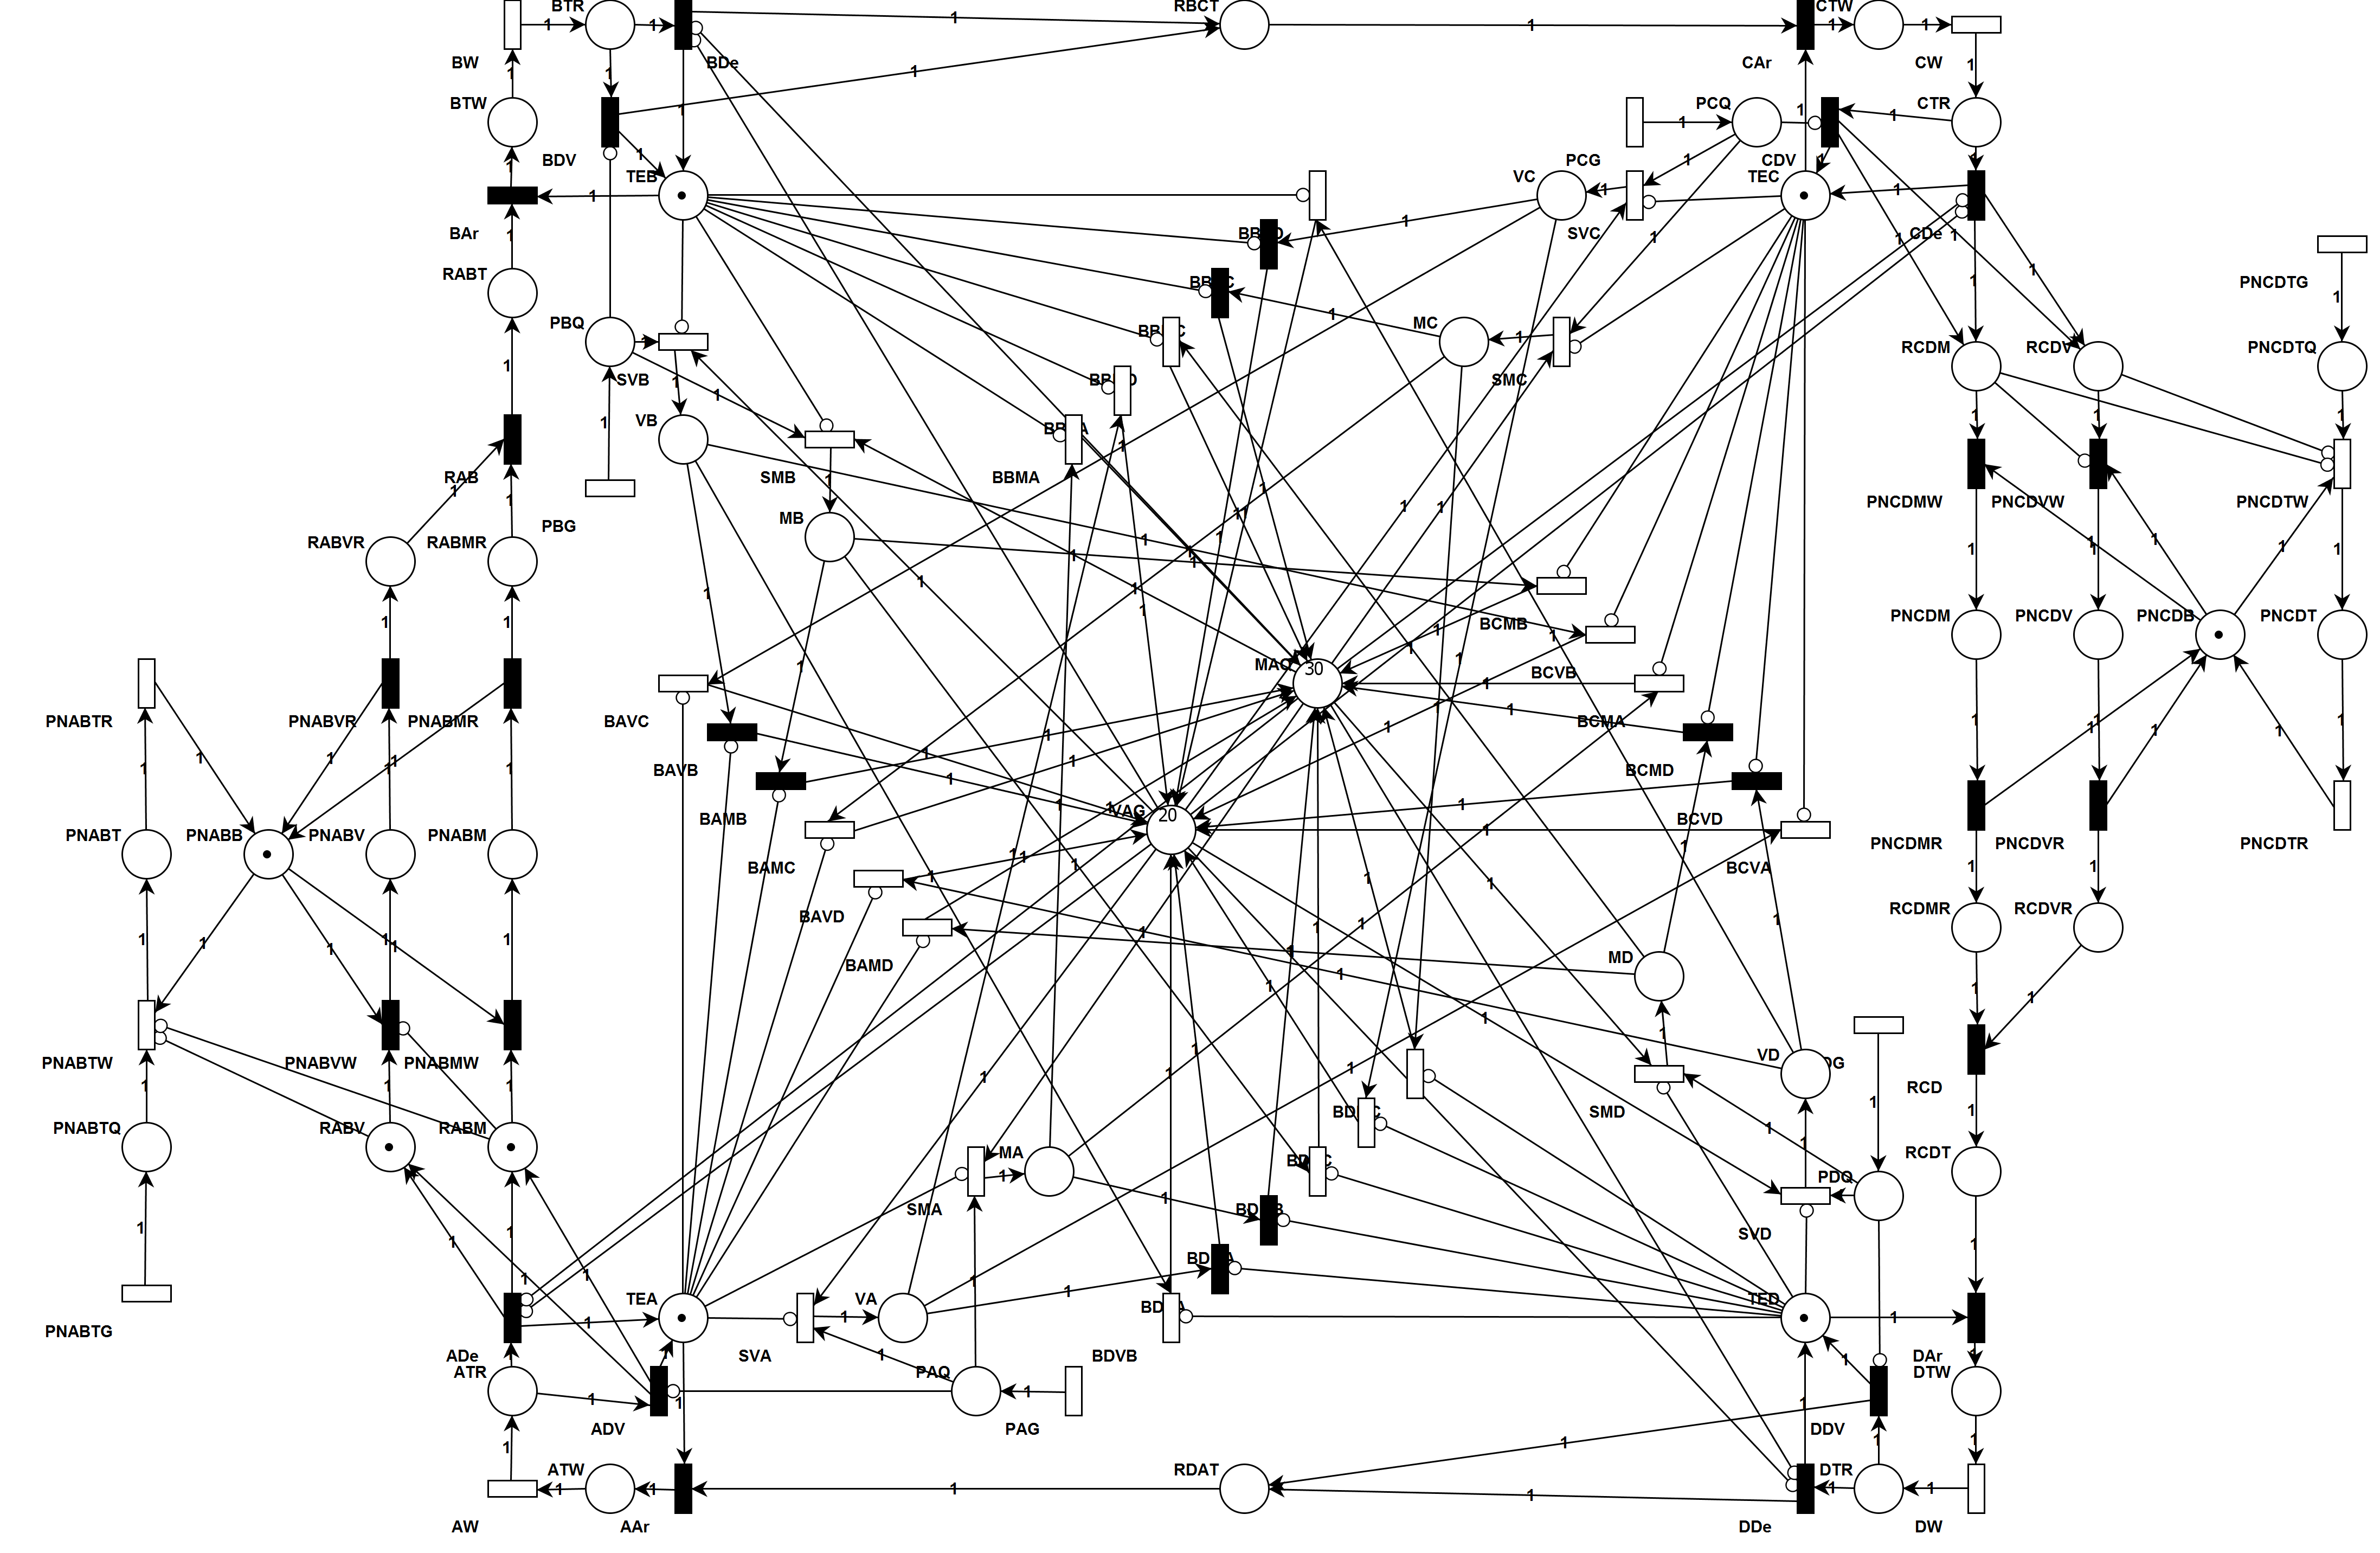 BTR
RBCT
CTW
BW
BDe
CAr
CW
BTW
PCQ
CTR
BDV
PCG
CDV
TEB
VC
TEC
BAr
SVC
CDe
RABT
PNCDTG
PBQ
MC
RCDM
RCDV
PNCDTQ
SVB
SMC
VB
RAB
SMB
BBMA
PNCDMW
PNCDVW
PNCDTW
PBG
MB
RABVR
RABMR
BCMB
PNCDM
PNCDV
PNCDB
PNCDT
MAQ
30
BCVB
PNABTR
PNABVR
PNABMR
BAVC
BCMA
BAVB
BCMD
VAG
20
BAMB
BCVD
PNABT
PNABB
PNABV
PNABM
PNCDMR
PNCDVR
PNCDTR
BAMC
BCVA
RCDMR
RCDVR
BAVD
BAMD
MD
PNABTW
PNABVW
PNABMW
VD
RCD
SMD
PNABTQ
RABV
RABM
MA
RCDT
PDQ
SMA
SVD
TEA
VA
TED
PNABTG
ADe
SVA
BDVB
DAr
ATR
PAQ
DTW
ADV
PAG
DDV
ATW
RDAT
DTR
AW
AAr
DDe
DW